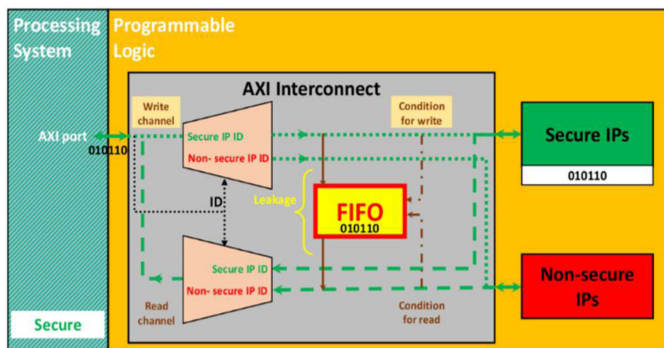 Processing
System
Programmable
Logic
AXI Interconnect
Write
channel
Condition
for write
AXI port
010110
Secure IP ID
Non- secure IP ID
Secure IPs
010110
ID
Leakage
FIFO
010110
Secure IP ID
Non- secure IP ID
Non-secure
IPs
Read
channel
Condition
for read
Secure